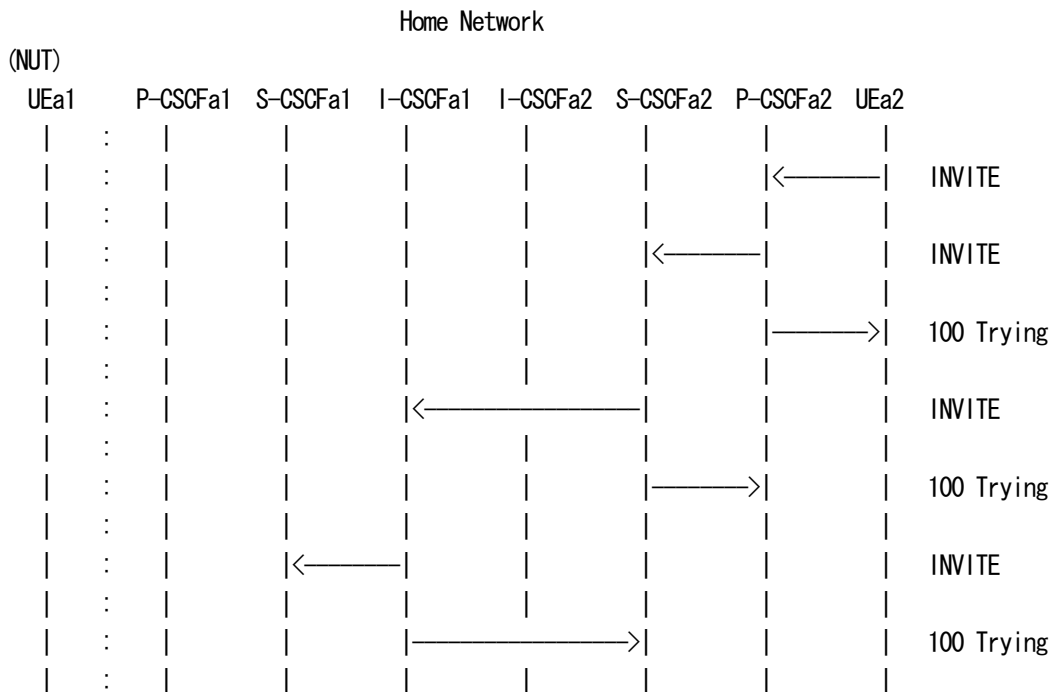 Home Network
(NUT)
UEa1 P-CSCFa1 S-CSCFa1 I-CSCFa1 I-CSCFa2 S-CSCFa2 P-CSCFa2 UEa2
INVITE
INVITE
100 Trying
INVITE
100 Trying
INVITE
100 Trying